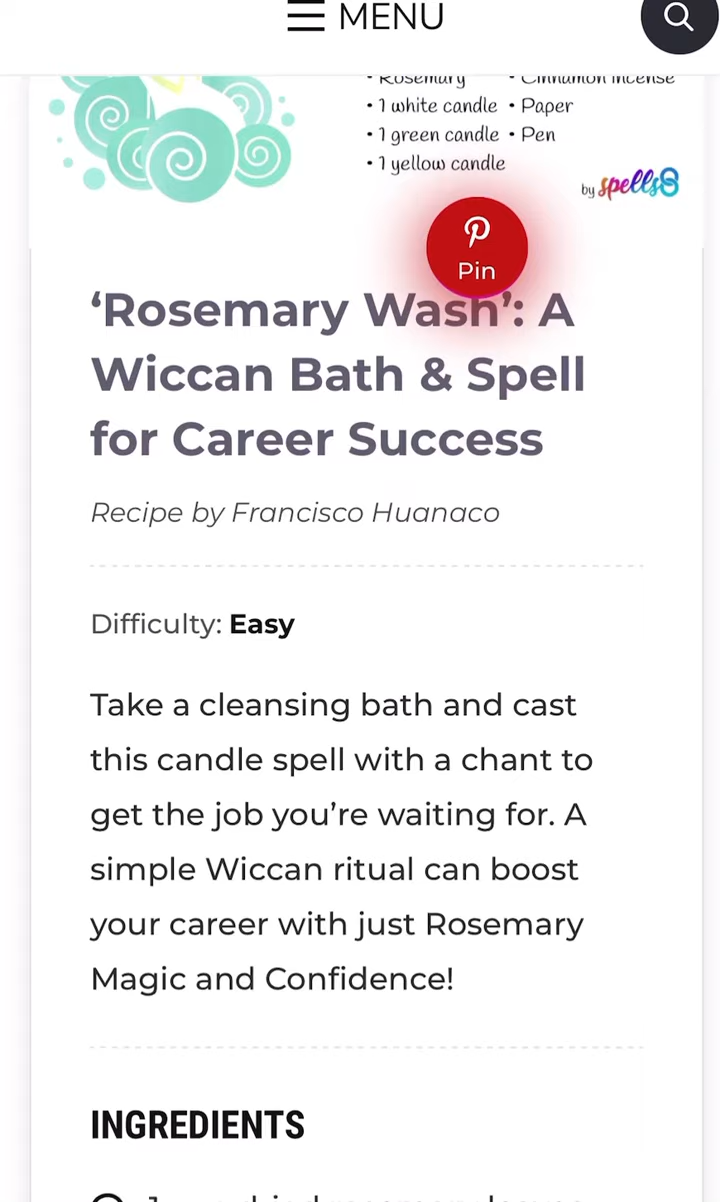 MENU
• Rosemary • Cinnamon incense
• 1 white candle • Paper
• 1 green candle • Pen
• 1 yellow candle
by spells8
Pin
‘Rosemary Wash’: A
Wiccan Bath & Spell
for Career Success
Recipe by Francisco Huanaco
Difficulty: Easy
Take a cleansing bath and cast
this candle spell with a chant to
get the job you’re waiting for. A
simple Wiccan ritual can boost
your career with just Rosemary
Magic and Confidence!
INGREDIENTS